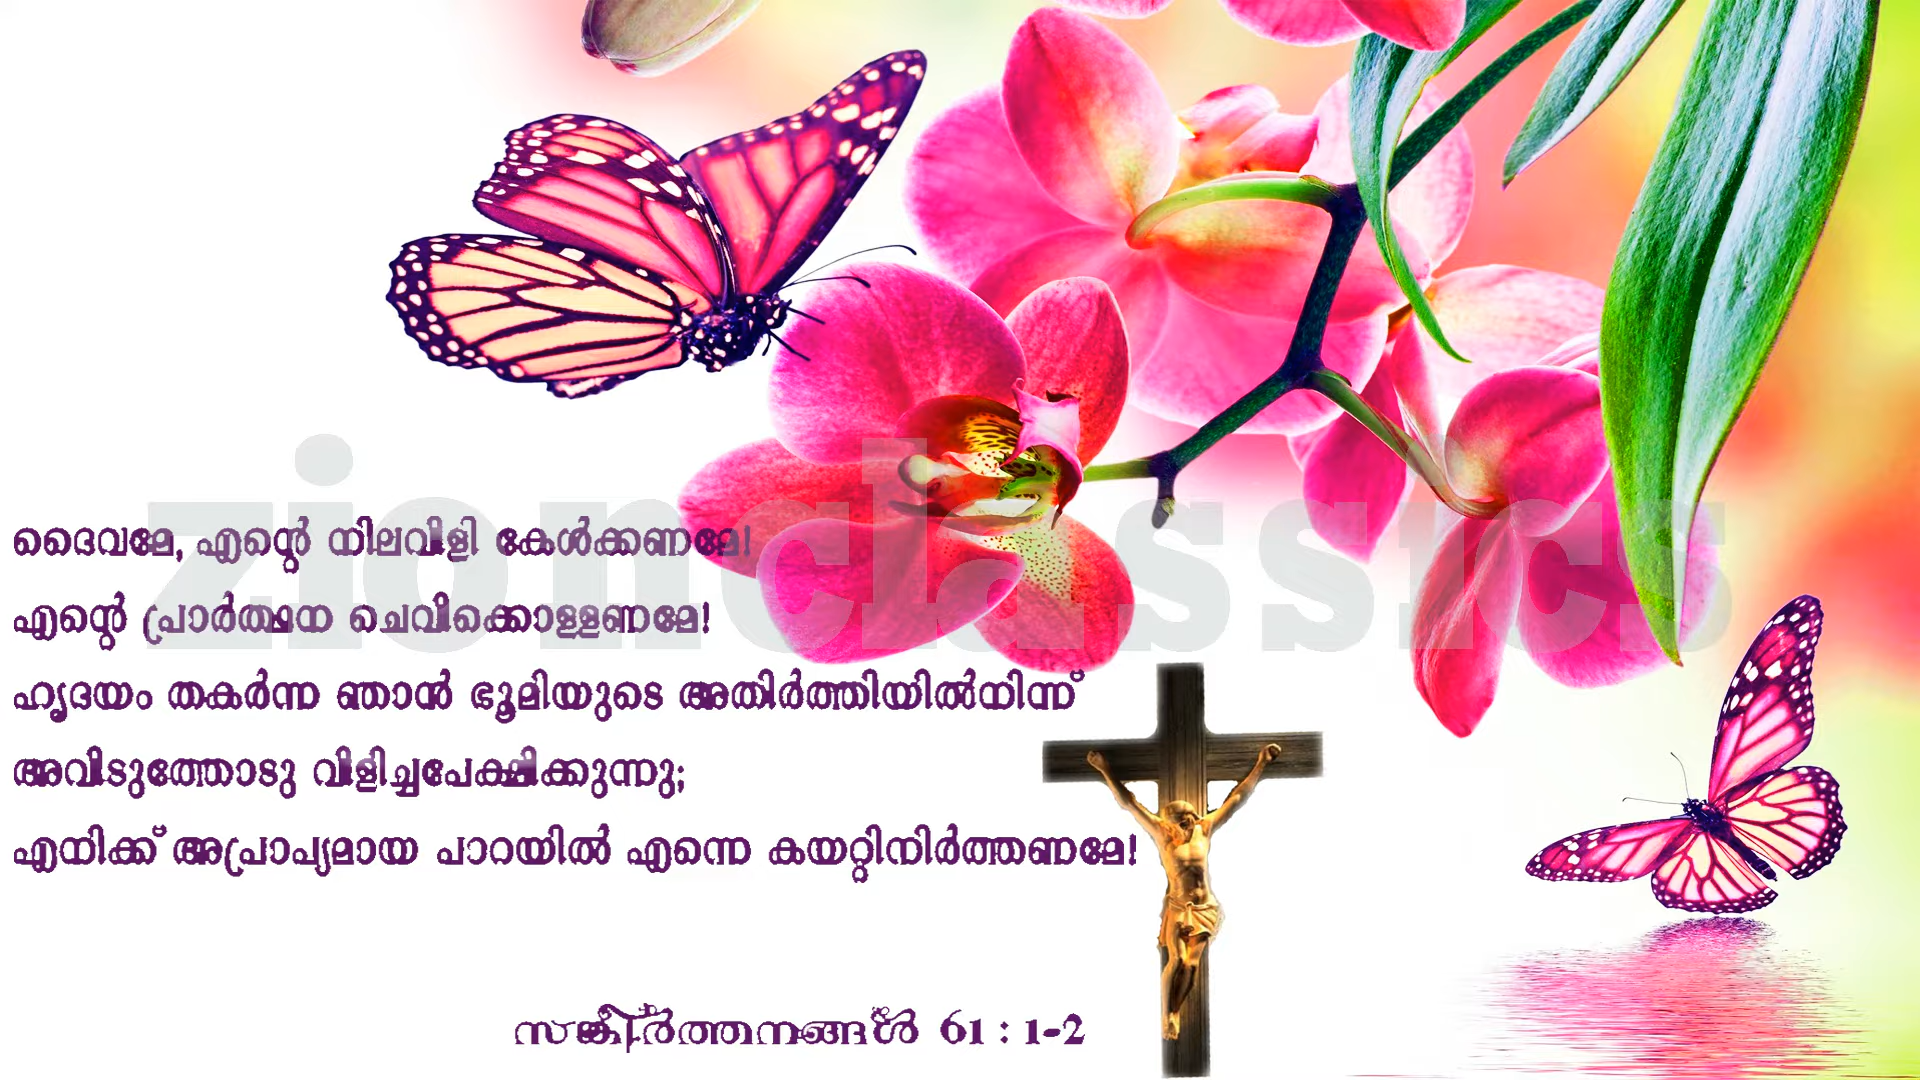 ദൈവമേ, എന്റെ നിലവിളി കേൾക്കണമേ!
എന്റെ പ്രാർത്ഥന ചെവിക്കൊള്ളണമേ!
ഹൃദയം തകർന്ന ഞാൻ ഭൂമിയുടെ അതിർത്തിയിൽനിന്ന്
അവിടുത്തോടു വിളിച്ചപേക്ഷിക്കുന്നു;
എനിക്ക് അപ്രാപ്യമായ പാറയിൽ എന്നെ കയറ്റിനിർത്തണമേ!
സങ്കീർത്തനങ്ങൾ 61 : 1-2
zionclassics